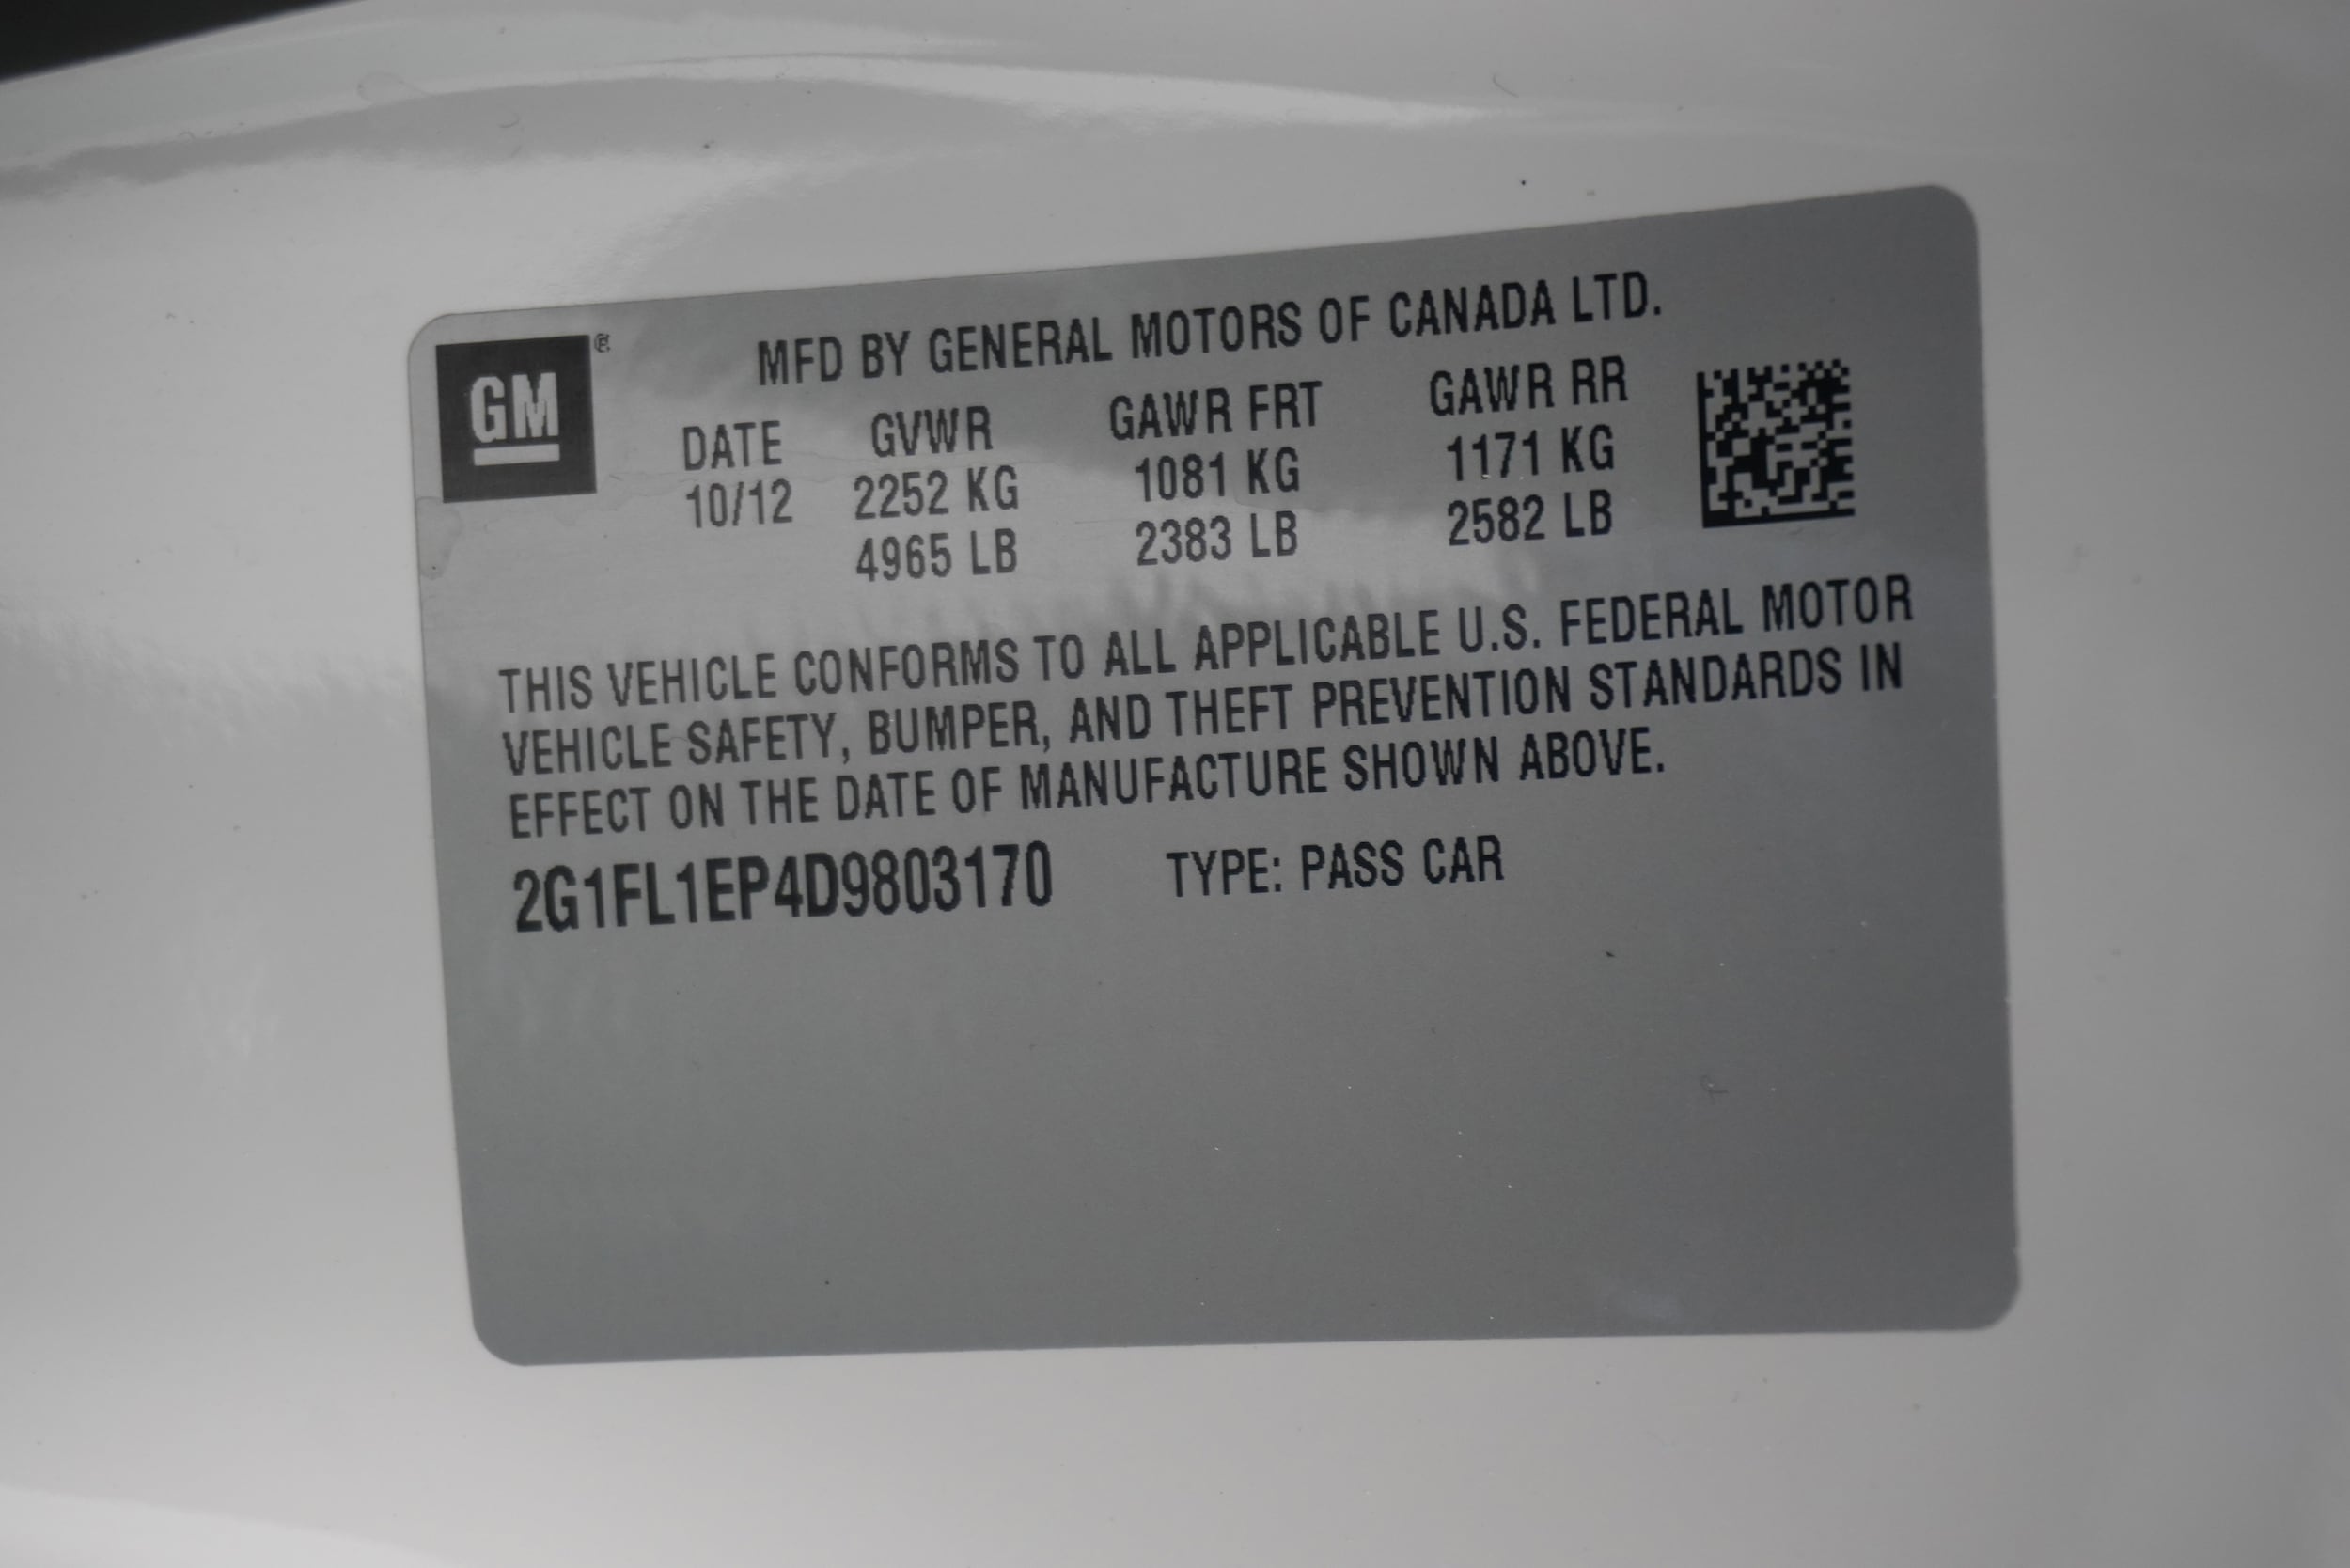 GM ®
MFD BY GENERAL MOTORS OF CANADA LTD.
DATE GVWR GAWR FRT GAWR RR
10/12 2252 KG 1081 KG 1171 KG
4965 LB 2383 LB 2582 LB
THIS VEHICLE CONFORMS TO ALL APPLICABLE U.S. FEDERAL MOTOR
VEHICLE SAFETY, BUMPER, AND THEFT PREVENTION STANDARDS IN
EFFECT ON THE DATE OF MANUFACTURE SHOWN ABOVE.
2G1FL1EP4D9803170 TYPE: PASS CAR